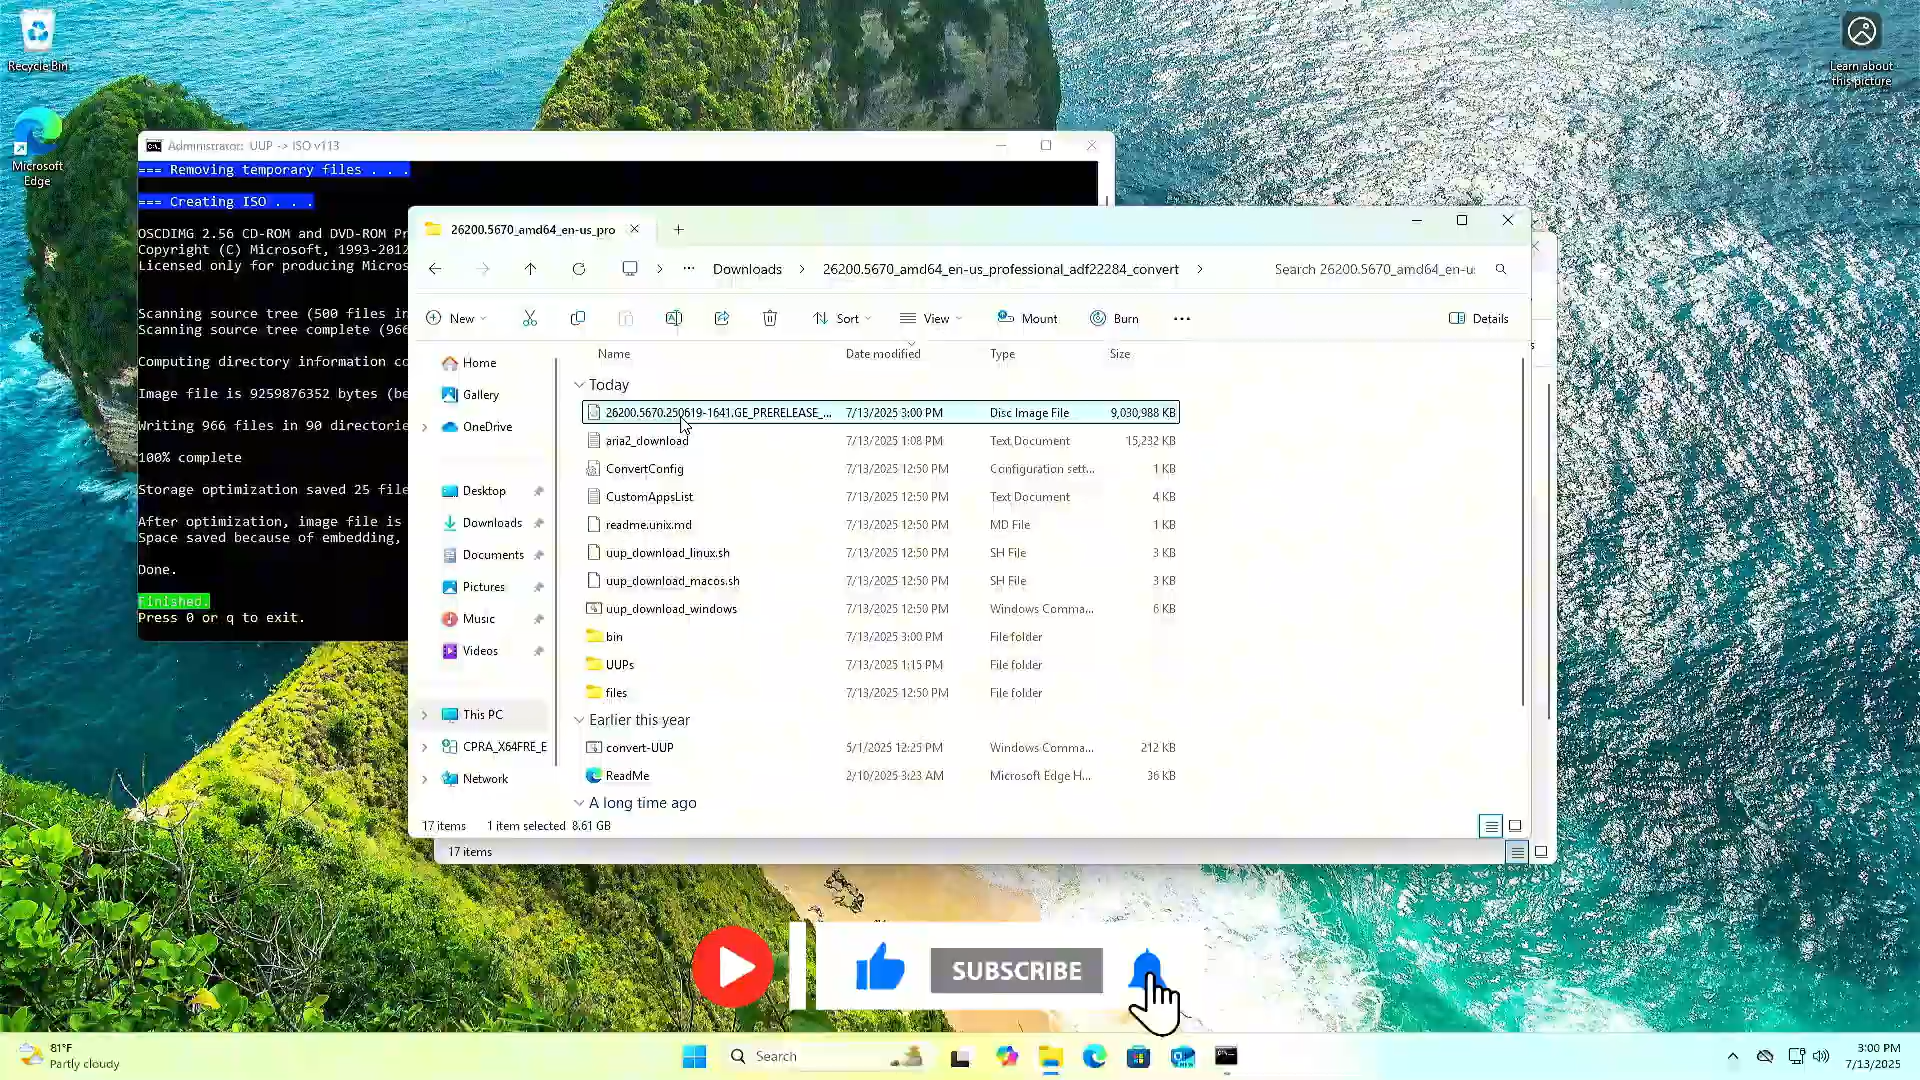 Recycle Bin
Microsoft
Edge
Learn about
this picture
Administrator: UUP -> ISO v113
=== Removing temporary files . . .
=== Creating ISO . . .
OSCDIMG 2.56 CD-ROM and DVD-ROM Pr
Copyright (C) Microsoft, 1993-2012
Licensed only for producing Micros
Scanning source tree (500 files in
Scanning source tree complete (966
Computing directory information co
Image file is 9259876352 bytes (be
Writing 966 files in 90 directorie
100% complete
Storage optimization saved 25 file
After optimization, image file is
Space saved because of embedding,
Done.
Finished.
Press 0 or q to exit.
26200.5670_amd64_en-us_pro
Downloads
26200.5670_amd64_en-us_professional_adf22284_convert
Search 26200.5670_amd64_en-u
New
Sort
View
Mount
Burn
Details
Home
Gallery
OneDrive
Desktop
Downloads
Documents
Pictures
Music
Videos
This PC
CPRA_X64FRE_E
Network
Name Date modified Type Size
Today
26200.5670.250619-1641.GE_PRERELEASE_... 7/13/2025 3:00 PM Disc Image File 9,030,988 KB
aria2_download 7/13/2025 1:08 PM Text Document 15,232 KB
ConvertConfig 7/13/2025 12:50 PM Configuration sett... 1 KB
CustomAppsList 7/13/2025 12:50 PM Text Document 4 KB
readme.unix.md 7/13/2025 12:50 PM MD File 1 KB
uup_download_linux.sh 7/13/2025 12:50 PM SH File 3 KB
uup_download_macos.sh 7/13/2025 12:50 PM SH File 3 KB
uup_download_windows 7/13/2025 12:50 PM Windows Comma... 6 KB
bin 7/13/2025 3:00 PM File folder
UUPs 7/13/2025 1:15 PM File folder
files 7/13/2025 12:50 PM File folder
Earlier this year
convert-UUP 5/1/2025 12:25 PM Windows Comma... 212 KB
ReadMe 2/10/2025 3:23 AM Microsoft Edge H... 36 KB
A long time ago
17 items 1 item selected 8.61 GB
17 items
SUBSCRIBE
81°F
Partly cloudy
Search
3:00 PM
7/13/2025